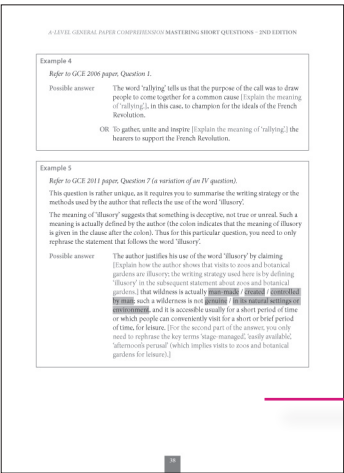 A-LEVEL GENERAL PAPER COMPREHENSION MASTERING SHORT QUESTIONS – 2ND EDITION
Example 4
Refer to GCE 2006 paper, Question 1.
Possible answer The word 'rallying' tells us that the purpose of the call was to draw
people to come together for a common cause [Explain the meaning
of 'rallying'.], in this case, to champion for the ideals of the French
Revolution.
OR To gather, unite and inspire [Explain the meaning of 'rallying'.] the
hearers to support the French Revolution.
Example 5
Refer to GCE 2011 paper, Question 7 (a variation of an IV question).
This question is rather unique, as it requires you to summarise the writing strategy or the
methods used by the author that reflects the use of the word 'illusory'.
The meaning of 'illusory' suggests that something is deceptive, not true or unreal. Such a
meaning is actually defined by the author (the colon indicates that the meaning of illusory
is given in the clause after the colon). Thus for this particular question, you need to only
rephrase the statement that follows the word 'illusory'.
Possible answer The author justifies his use of the word 'illusory' by claiming
[Explain how the author shows that visits to zoos and botanical
gardens are illusory; the writing strategy used here is by defining
'illusory' in the subsequent statement about zoos and botanical
gardens.] that wildness is actually man-made / created / controlled
by man; such a wilderness is not genuine / in its natural settings or
environment, and it is accessible usually for a short period of time
or which people can conveniently visit for a short or brief period
of time, for leisure. [For the second part of the answer, you only
need to rephrase the key terms 'stage-managed', 'easily available',
'afternoon's perusal' (which implies visits to zoos and botanical
gardens for leisure).]